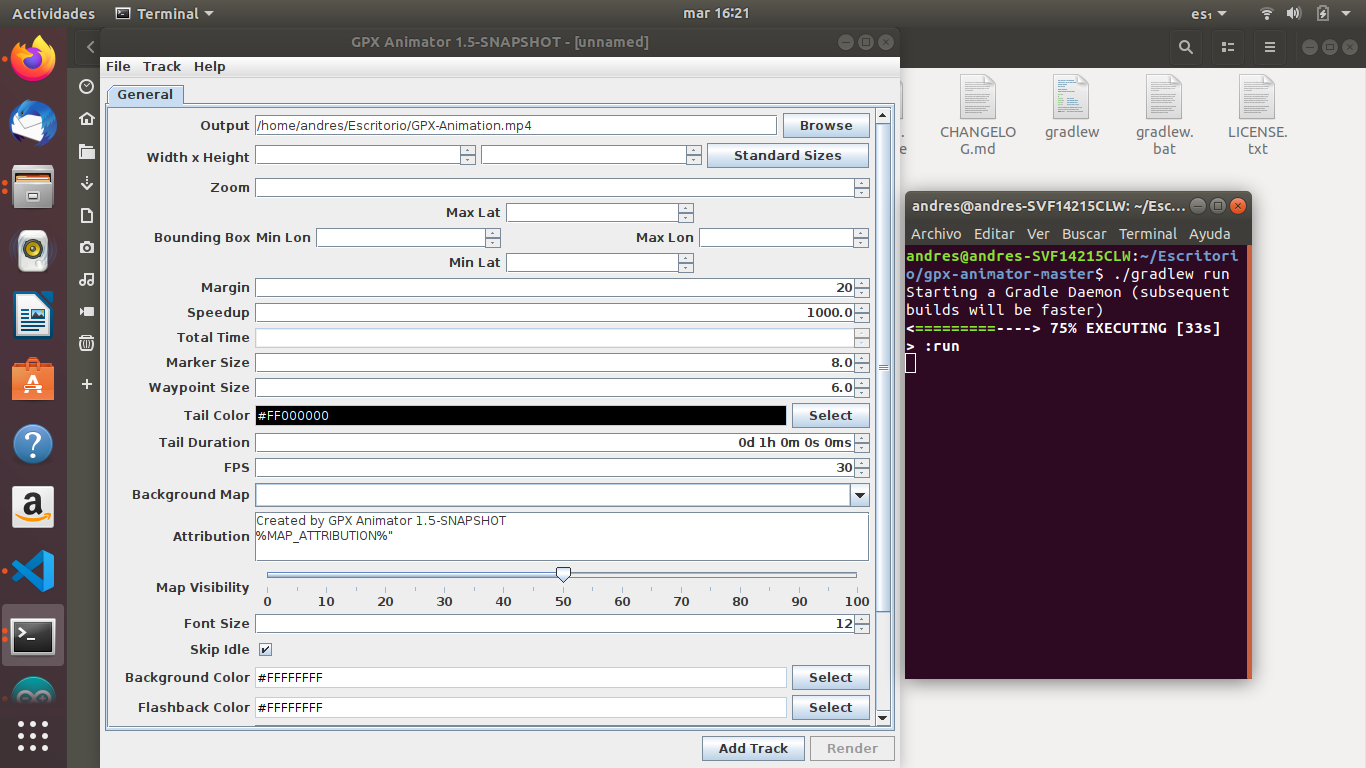 Actividades
Terminal
mar 16:21
es₁
GPX Animator 1.5-SNAPSHOT - [unnamed]
File Track Help
General
Output /home/andres/Escritorio/GPX-Animation.mp4 Browse
Width x Height Standard Sizes
Zoom
Max Lat
Bounding Box Min Lon Max Lon
Min Lat
Margin 20
Speedup 1000.0
Total Time
Marker Size 8.0
Waypoint Size 6.0
Tail Color #FF000000 Select
Tail Duration 0d 1h 0m 0s 0ms
FPS 30
Background Map
Attribution Created by GPX Animator 1.5-SNAPSHOT
%MAP_ATTRIBUTION%"
Map Visibility
0 10 20 30 40 50 60 70 80 90 100
Font Size 12
Skip Idle
Background Color #FFFFFFFF Select
Flashback Color #FFFFFFFF Select
Add Track Render
CHANGELO
G.md
gradlew
gradlew.
bat
LICENSE.
txt
andres@andres-SVF14215CLW: ~/Esc...
Archivo Editar Ver Buscar Terminal Ayuda
andres@andres-SVF14215CLW:~/Escritori
o/gpx-animator-master$ ./gradlew run
Starting a Gradle Daemon (subsequent
builds will be faster)
<=========----> 75% EXECUTING [33s]
> :run